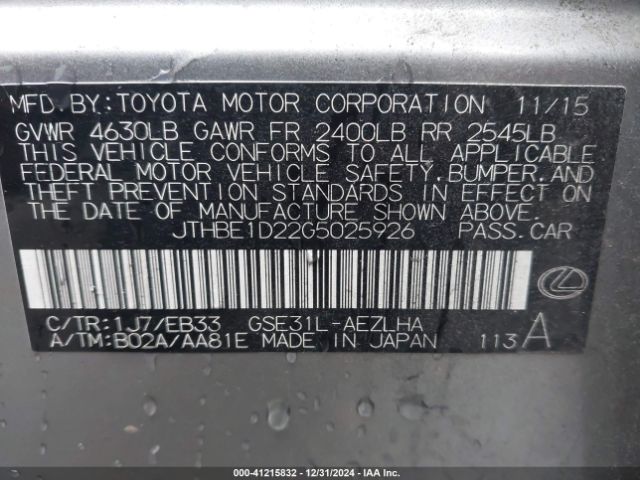 MFD.BY:TOYOTA MOTOR CORPORATION 11/15
GVWR 4630LB GAWR FR 2400LB RR 2545LB
THIS VEHICLE CONFORMS TO ALL APPLICABLE
FEDERAL MOTOR VEHICLE SAFETY,BUMPER,AND
THEFT PREVENTION STANDARDS IN EFFECT ON
THE DATE OF MANUFACTURE SHOWN ABOVE.
JTHBE1D22G5025926 PASS.CAR
C/TR:1J7/EB33 GSE31L-AEZLHA
A/TM:B02A/AA81E MADE IN JAPAN 113 A
000-41215832 - 12/31/2024 - IAA Inc.